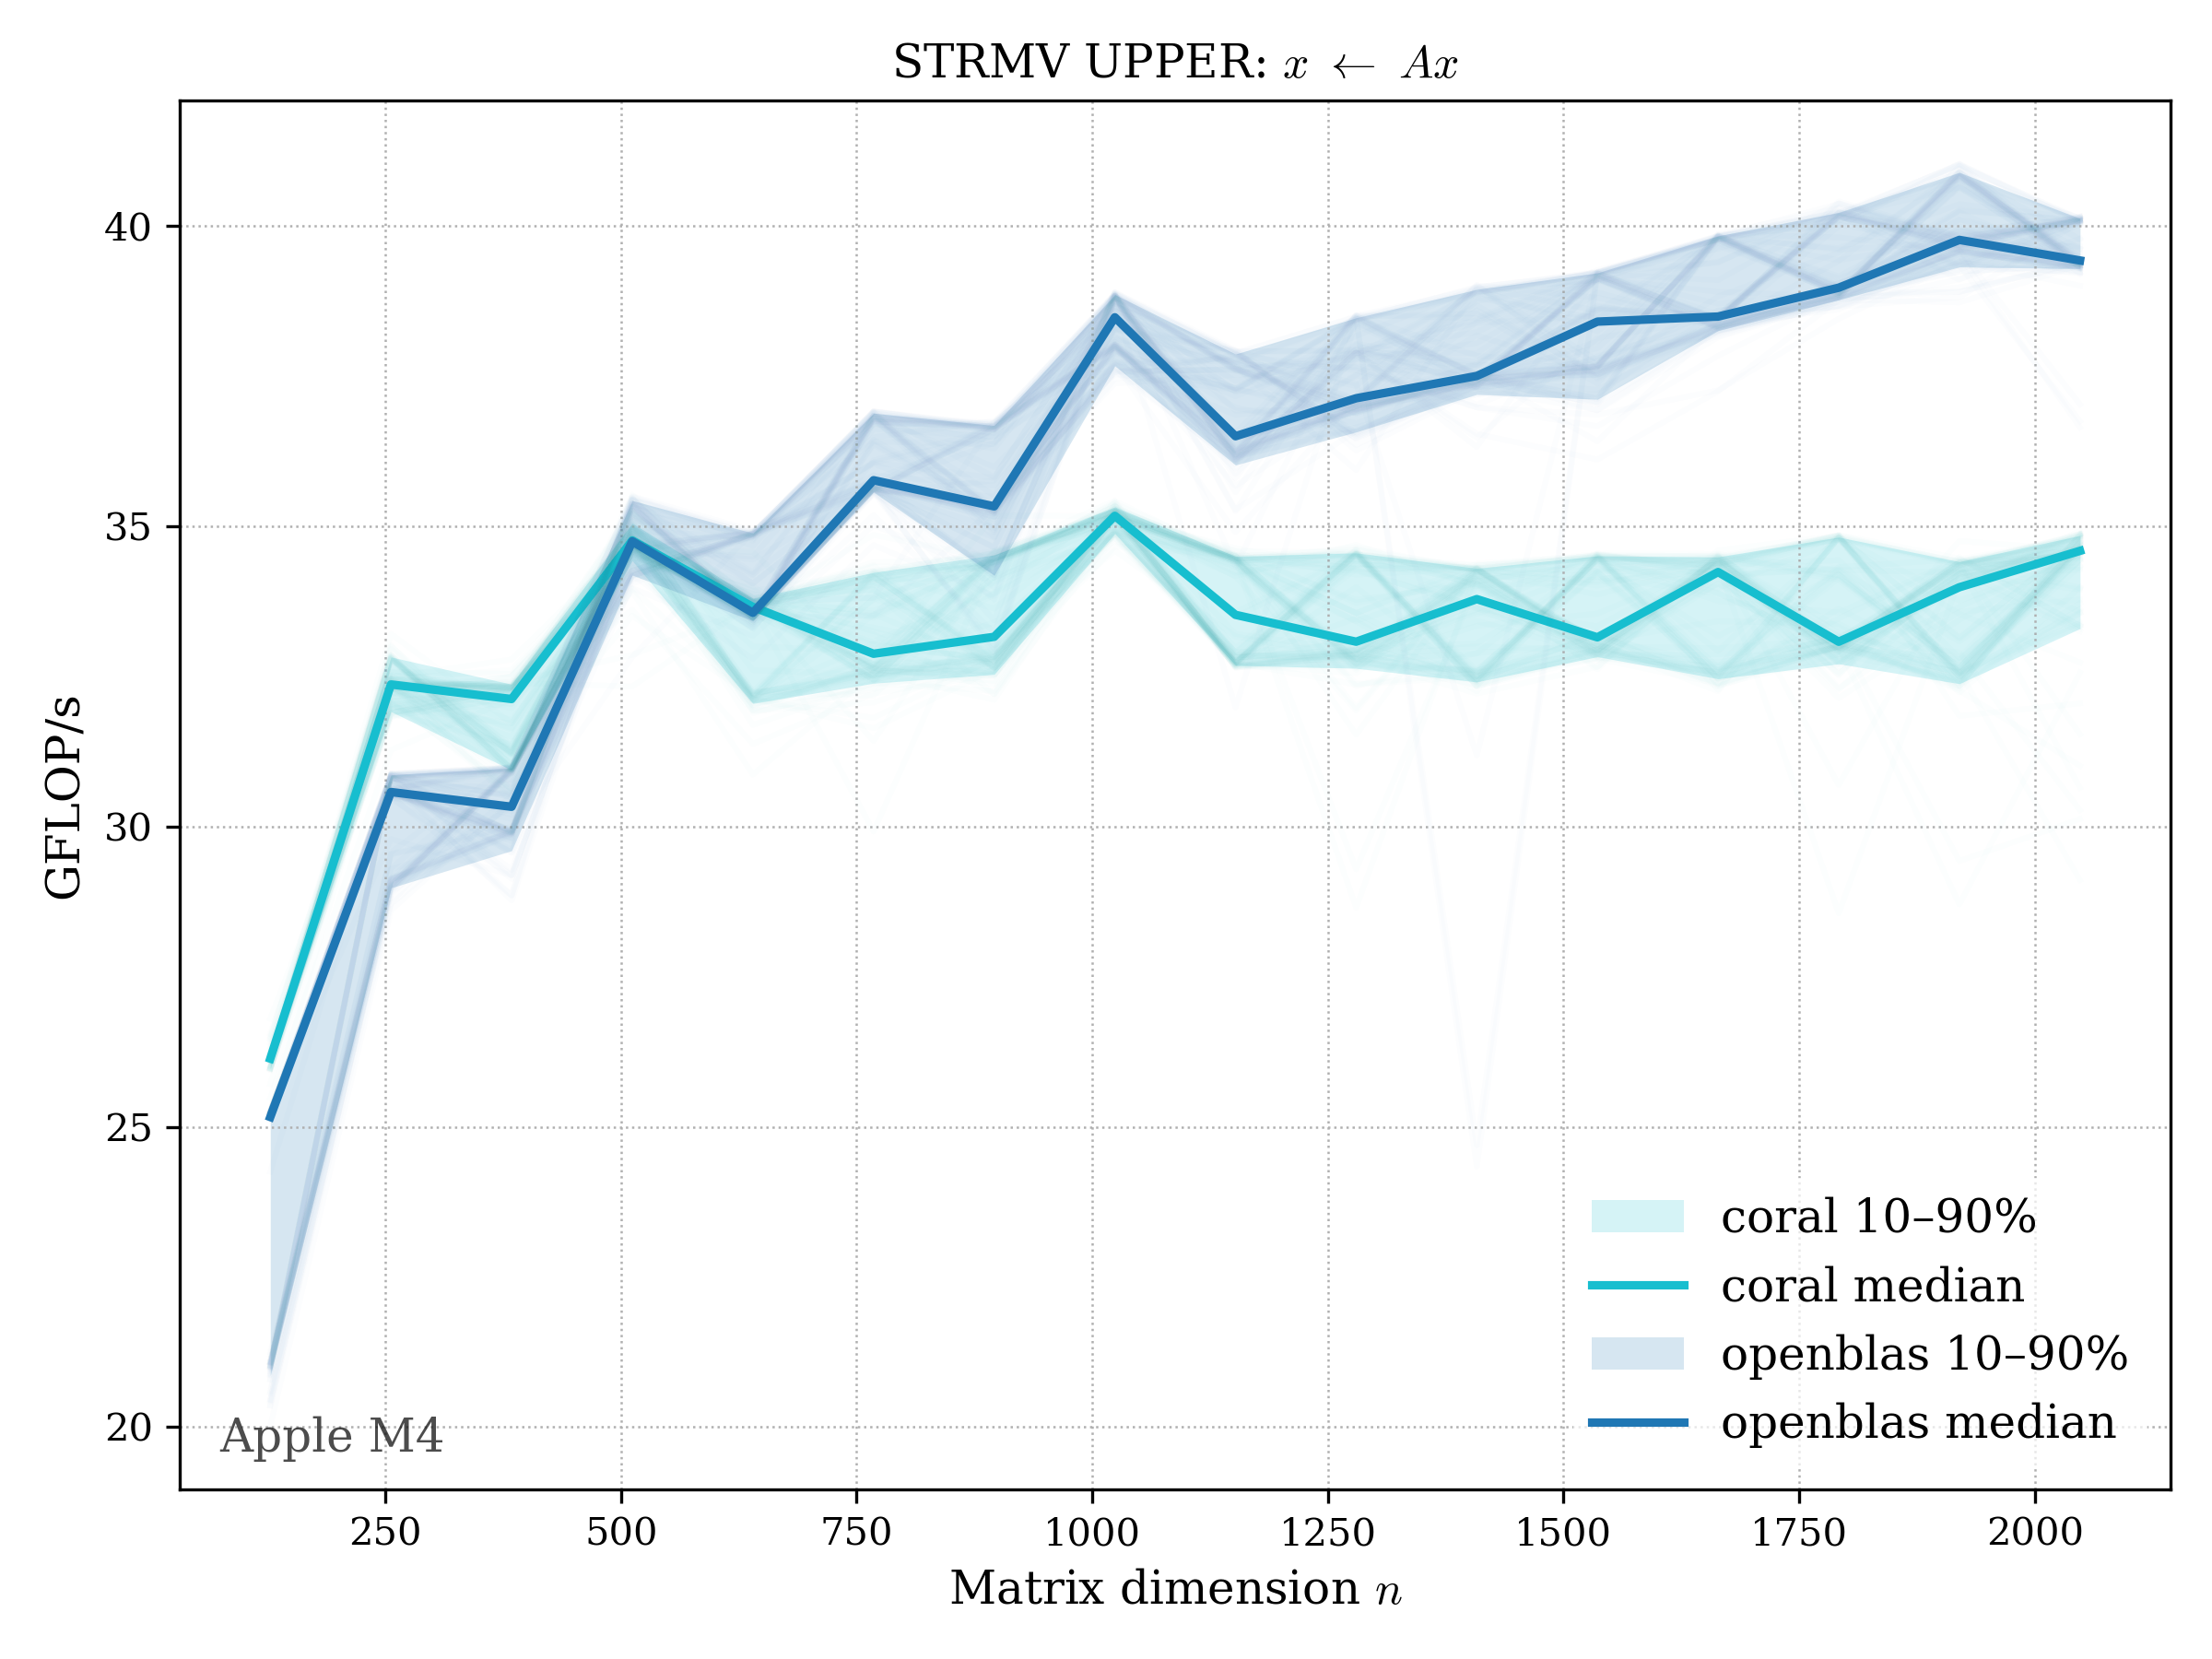 STRMV UPPER: x ← Ax
GFLOP/s
40
35
30
25
20
Apple M4
coral 10–90%
coral median
openblas 10–90%
openblas median
250 500 750 1000 1250 1500 1750 2000
Matrix dimension n